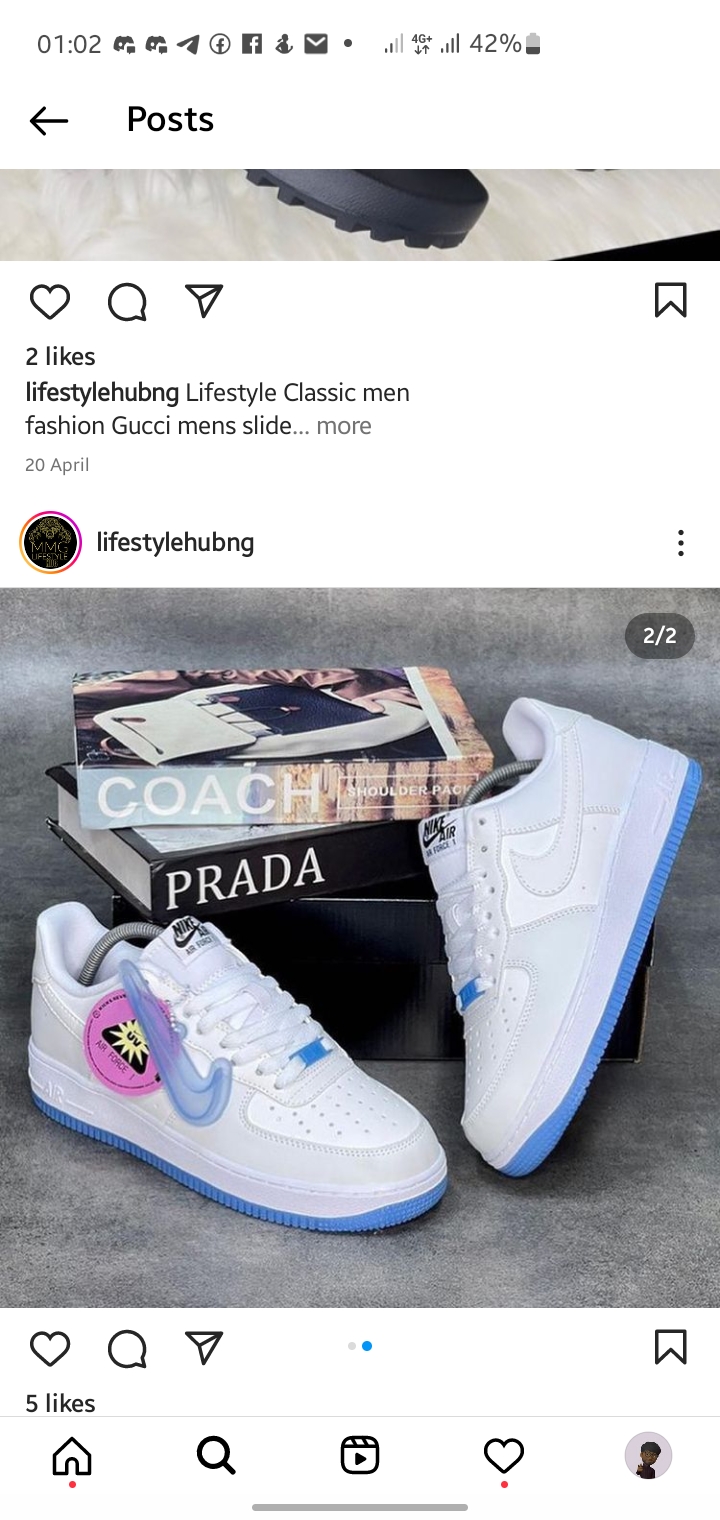 01:02
4G+
42%
Posts
2 likes
lifestylehubng Lifestyle Classic men
fashion Gucci mens slide... more
20 April
MMG
LIFESTYLE
lifestylehubng
2/2
COACH
SHOULDER PACK
PRADA
NIKE
AIR
AIR FORCE 1
NIKE
AIR FORCE
UV
AIR FORCE 1
AIR
5 likes